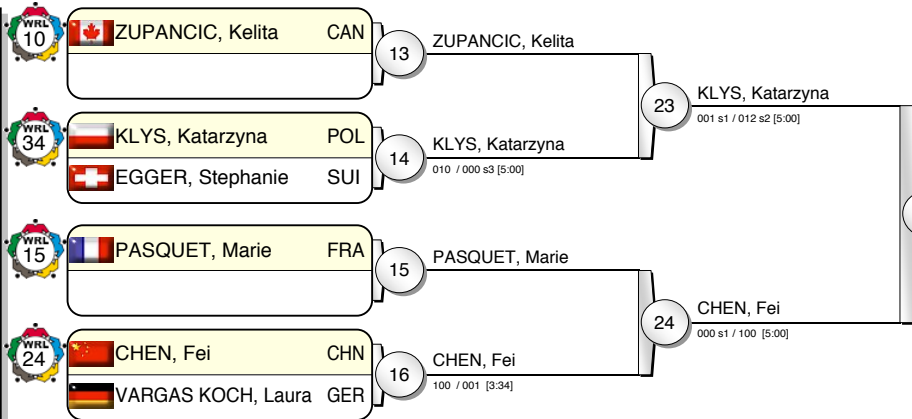 WRL
10
ZUPANCIC, Kelita CAN
13
ZUPANCIC, Kelita
23
KLYS, Katarzyna
001 s1 / 012 s2 [5:00]
WRL
34
KLYS, Katarzyna POL
EGGER, Stephanie SUI
14
KLYS, Katarzyna
010 / 000 s3 [5:00]
WRL
15
PASQUET, Marie FRA
15
PASQUET, Marie
24
CHEN, Fei
000 s1 / 100 [5:00]
WRL
24
CHEN, Fei CHN
VARGAS KOCH, Laura GER
16
CHEN, Fei
100 / 001 [3:34]